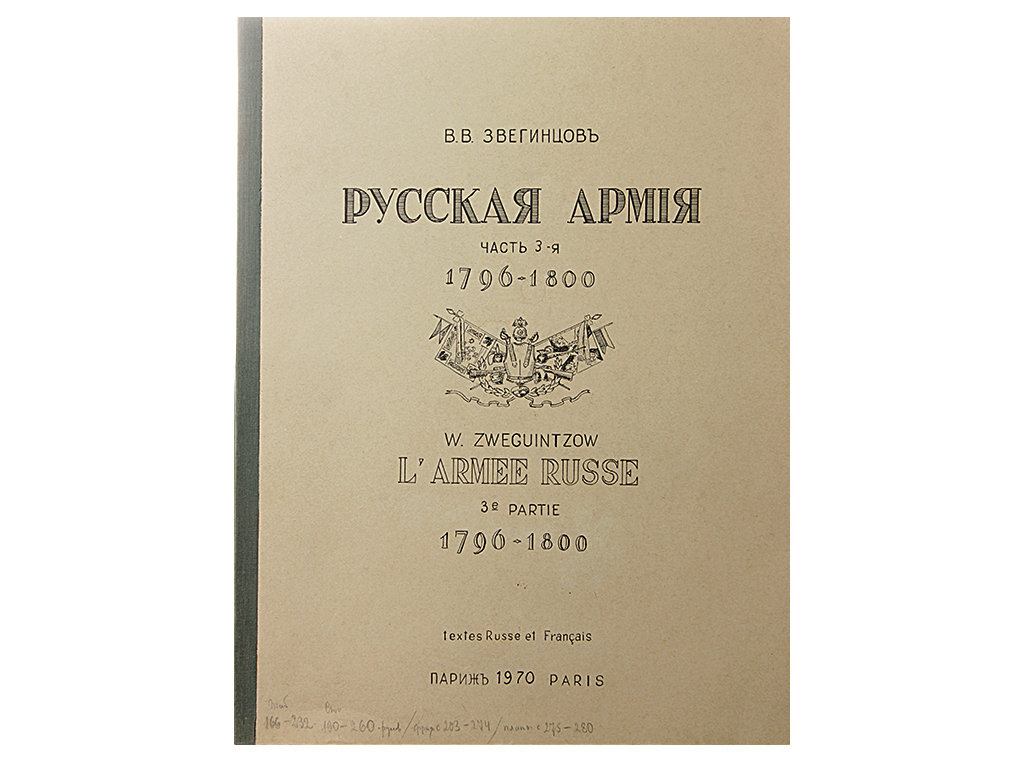 В.В. ЗВЕГИНЦОВЪ
РУССКАЯ АРМІЯ
ЧАСТЬ 3-Я
1796-1800
W. ZWEGUINTZOW
L'ARMEE RUSSE
3e PARTIE
1796-1800
textes Russe et Français
ПАРИЖЪ 1970 PARIS
166-232 190-260 / с 203-274 / с 275-280